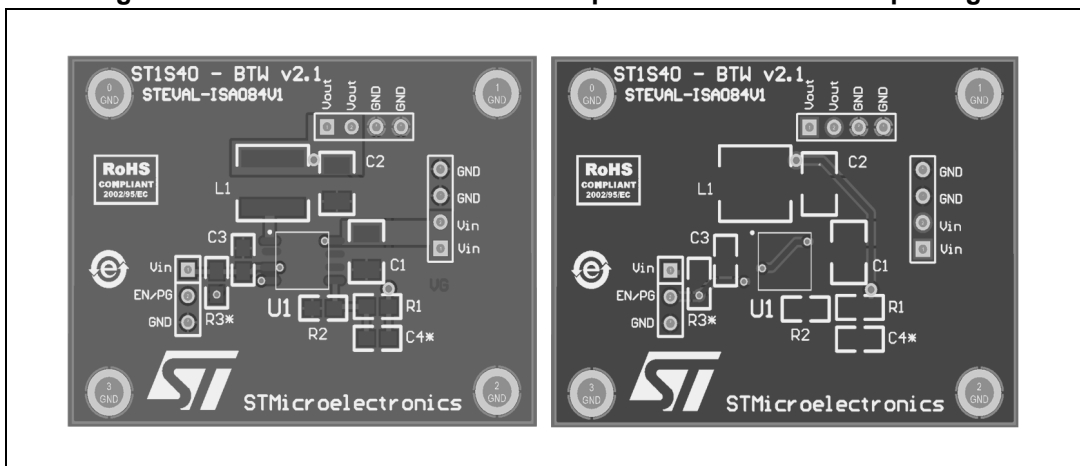 ST1S40 - BTW v2.1
STEVAL-ISA084V1
0
GND
1
GND
Vout
Vout
GND
GND
RoHS
COMPLIANT
2002/95/EC
C2
L1
GND
GND
Vin
Vin
C3
C1
VG
Vin
EN/PG
GND
R3*
U1
R1
R2
C4*
3
GND
2
GND
ST
STMicroelectronics
ST1S40 - BTW v2.1
STEVAL-ISA084V1
0
GND
1
GND
Vout
Vout
GND
GND
RoHS
COMPLIANT
2002/95/EC
C2
L1
GND
GND
Vin
Vin
C3
C1
Vin
EN/PG
GND
R3*
U1
R1
R2
C4*
3
GND
2
GND
ST
STMicroelectronics